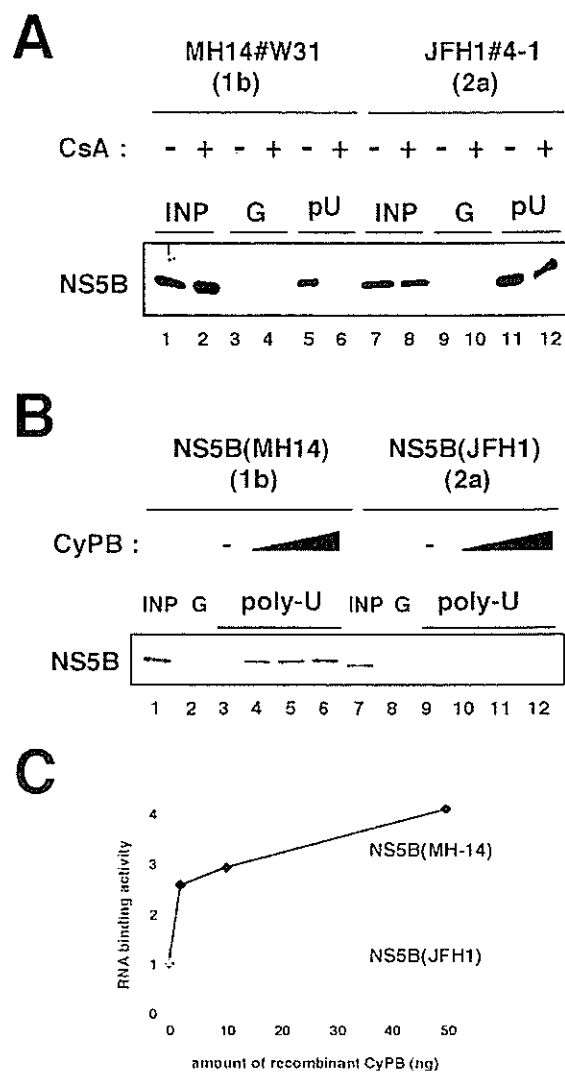 A
MH14#W31 JFH1#4-1
(1b) (2a)
CsA : - + - + - + - + - + - +
INP G pU INP G pU
NS5B
1 2 3 4 5 6 7 8 9 10 11 12
B
NS5B(MH14) NS5B(JFH1)
(1b) (2a)
CyPB : - -
INP G poly-U INP G poly-U
NS5B
1 2 3 4 5 6 7 8 9 10 11 12
C
4
3
2
1
0
RNA binding activity
NS5B(MH-14)
NS5B(JFH1)
0 10 20 30 40 50
amount of recombinant CyPB (ng)